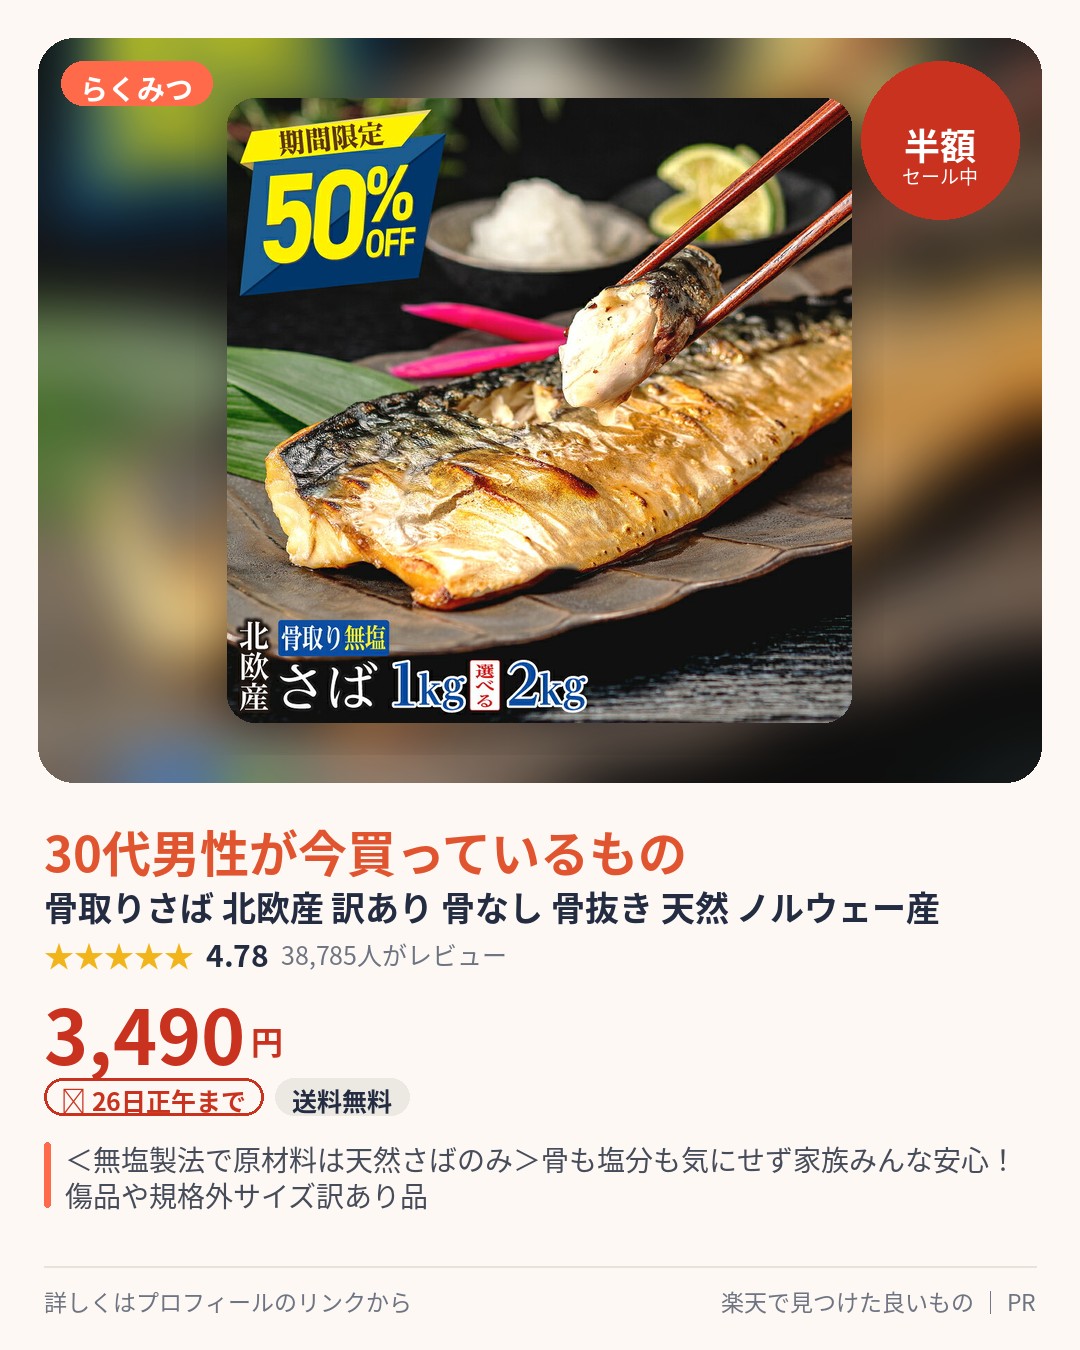 らくみつ
半額
セール中
期間限定
50%
OFF
北欧産
骨取り無塩
さば 1kg 選べる 2kg
30代男性が今買っているもの
骨取りさば 北欧産 訳あり 骨なし 骨抜き 天然 ノルウェー産
★★★★★ 4.78 38,785人がレビュー
3,490円
26日正午まで
送料無料
＜無塩製法で原材料は天然さばのみ＞骨も塩分も気にせず家族みんな安心！
傷品や規格外サイズ訳あり品
詳しくはプロフィールのリンクから
楽天で見つけた良いもの｜PR